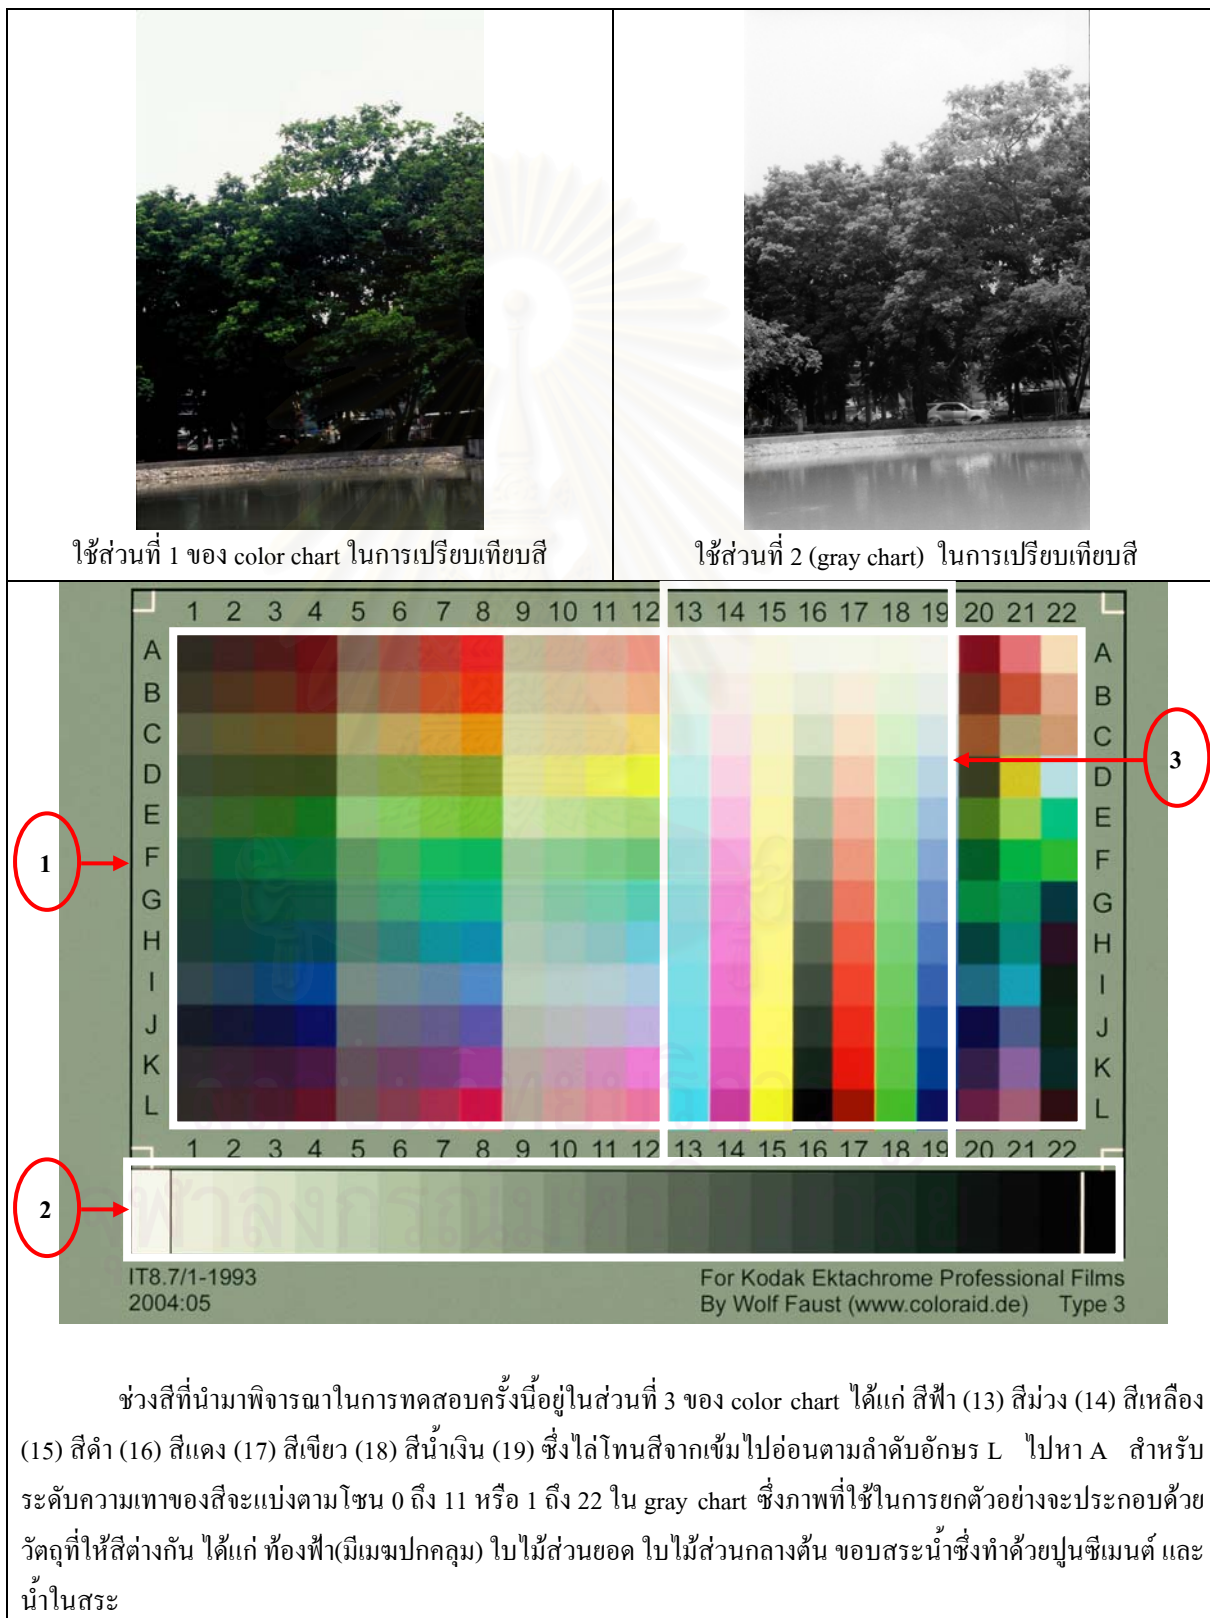 ใช้ส่วนที่ 1 ของ color chart ในการเปรียบเทียบสี
ใช้ส่วนที่ 2 (gray chart) ในการเปรียบเทียบสี
1 2 3 4 5 6 7 8 9 10 11 12 13 14 15 16 17 18 19 20 21 22
A A
B B
C C
3
D D
E E
1
F F
G G
H H
I I
J J
K K
L L
1 2 3 4 5 6 7 8 9 10 11 12 13 14 15 16 17 18 19 20 21 22
2
IT8.7/1-1993
2004:05
For Kodak Ektachrome Professional Films
By Wolf Faust (www.coloraid.de) Type 3
ช่วงสีที่นำมาพิจารณาในการทดสอบครั้งนี้อยู่ในส่วนที่ 3 ของ color chart ได้แก่ สีฟ้า (13) สีม่วง (14) สีเหลือง
(15) สีดำ (16) สีแดง (17) สีเขียว (18) สีน้ำเงิน (19) ซึ่งไล่โทนสีจากเข้มไปอ่อนตามลำดับอักษร L ไปหา A สำหรับ
ระดับความเทาของสีจะแบ่งตามโซน 0 ถึง 11 หรือ 1 ถึง 22 ใน gray chart ซึ่งภาพที่ใช้ในการยกตัวอย่างจะประกอบด้วย
วัตถุที่ให้สีต่างกัน ได้แก่ ท้องฟ้า(มีเมฆปกคลุม) ใบไม้ส่วนยอด ใบไม้ส่วนกลางต้น ขอบสระน้ำซึ่งทำด้วยปูนซีเมนต์ และ
น้ำในสระ